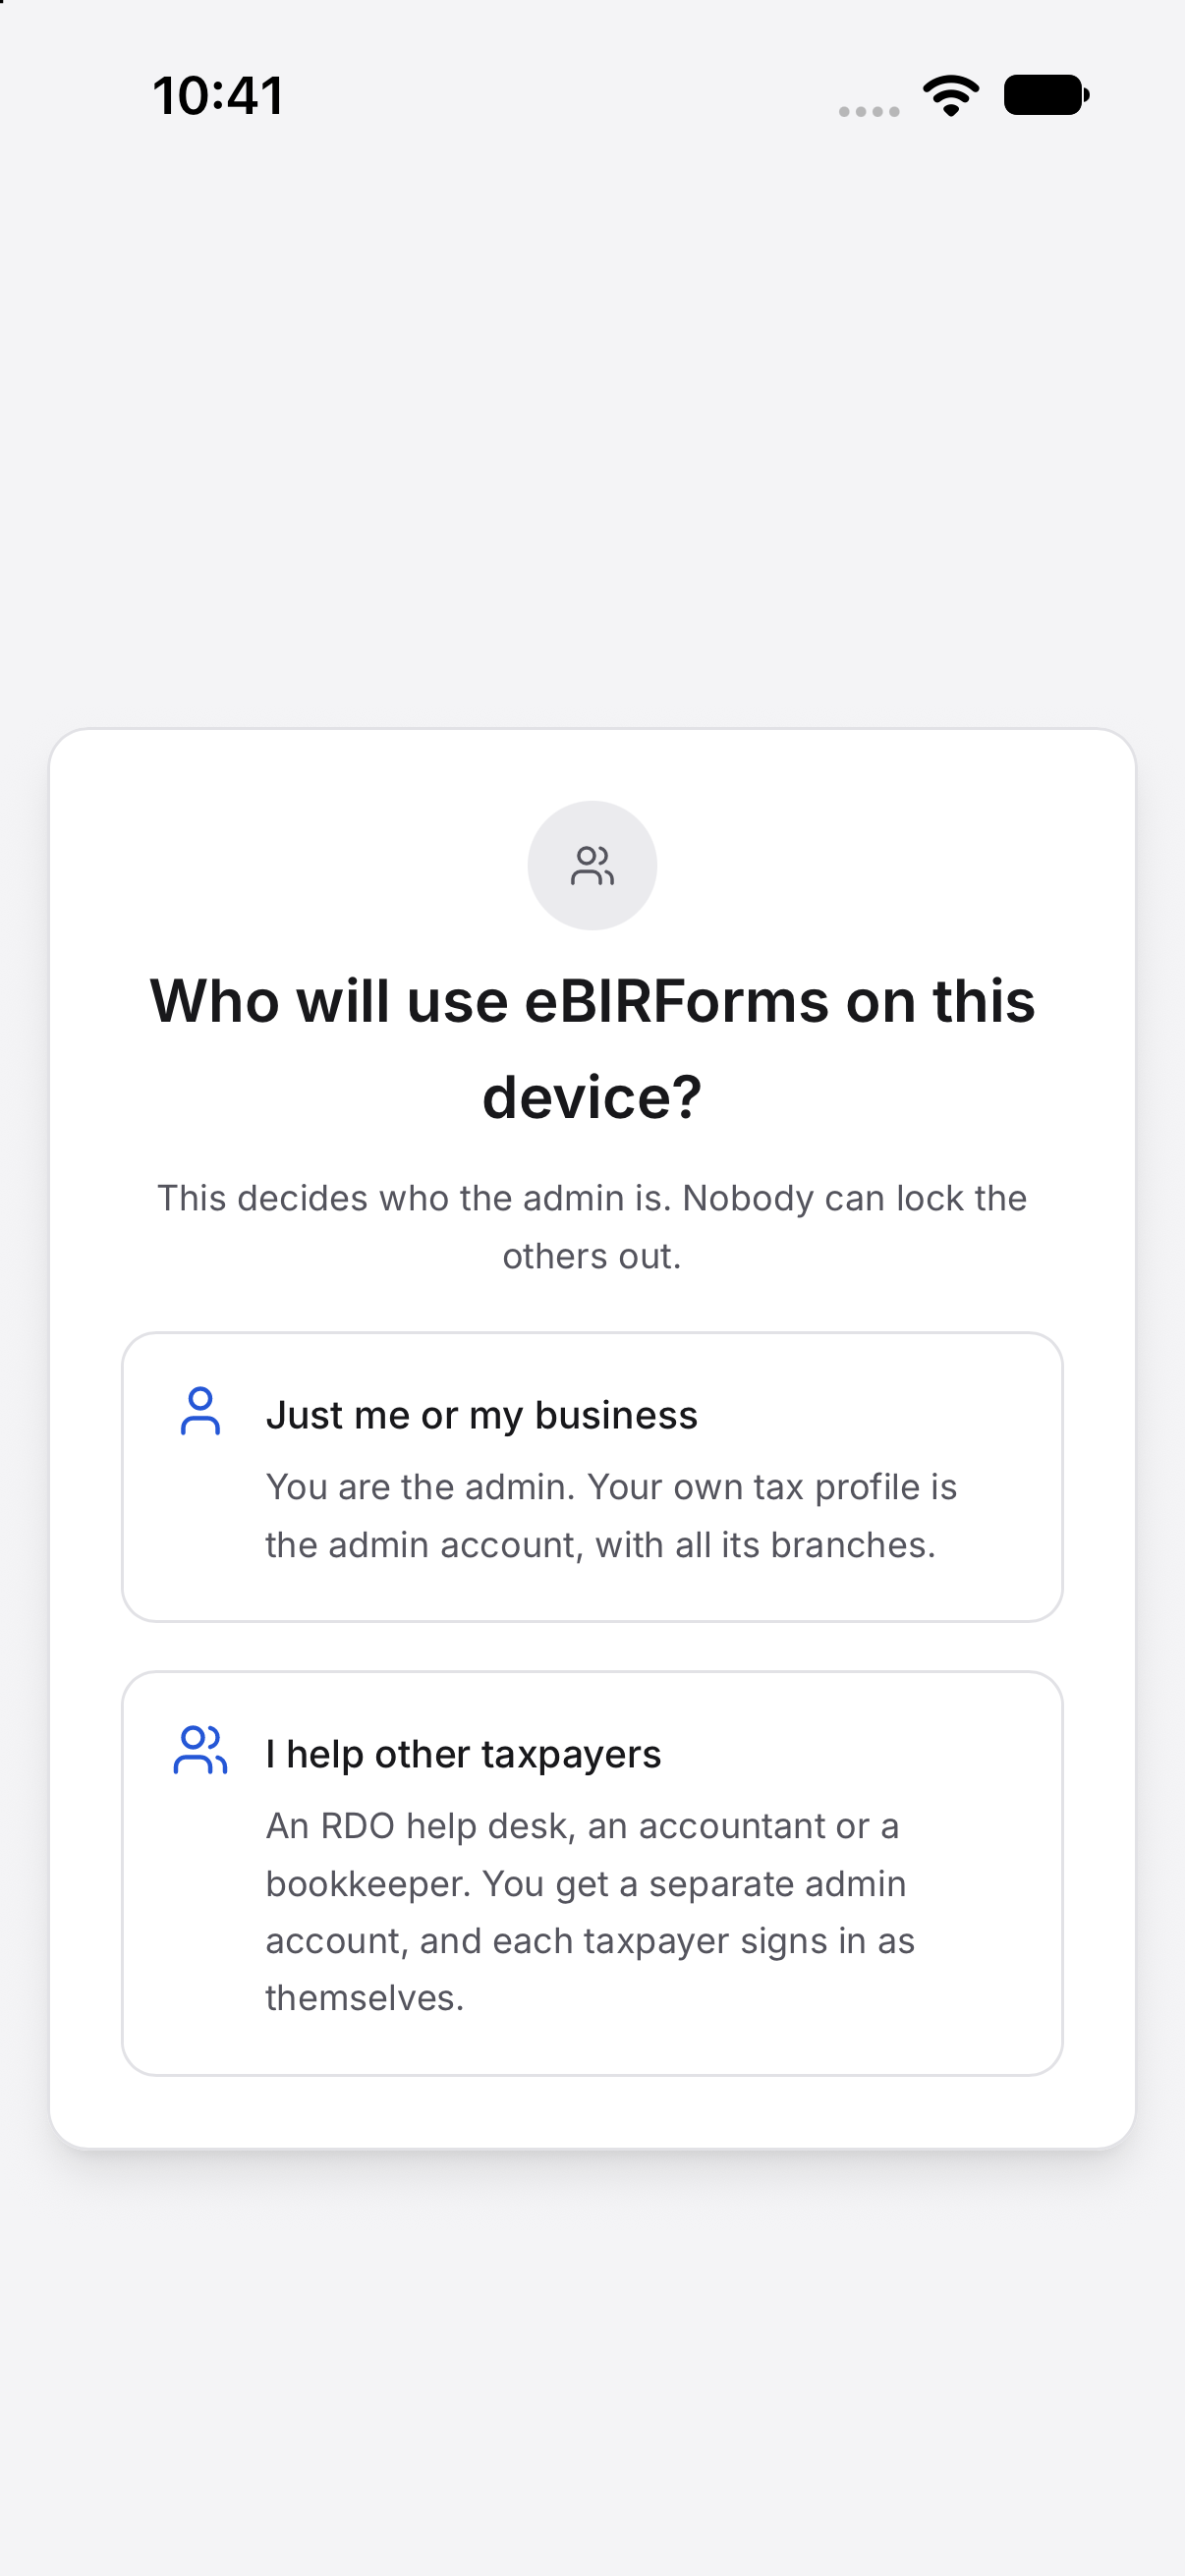 10:41
Who will use eBIRForms on this
device?
This decides who the admin is. Nobody can lock the
others out.
Just me or my business
You are the admin. Your own tax profile is
the admin account, with all its branches.
I help other taxpayers
An RDO help desk, an accountant or a
bookkeeper. You get a separate admin
account, and each taxpayer signs in as
themselves.